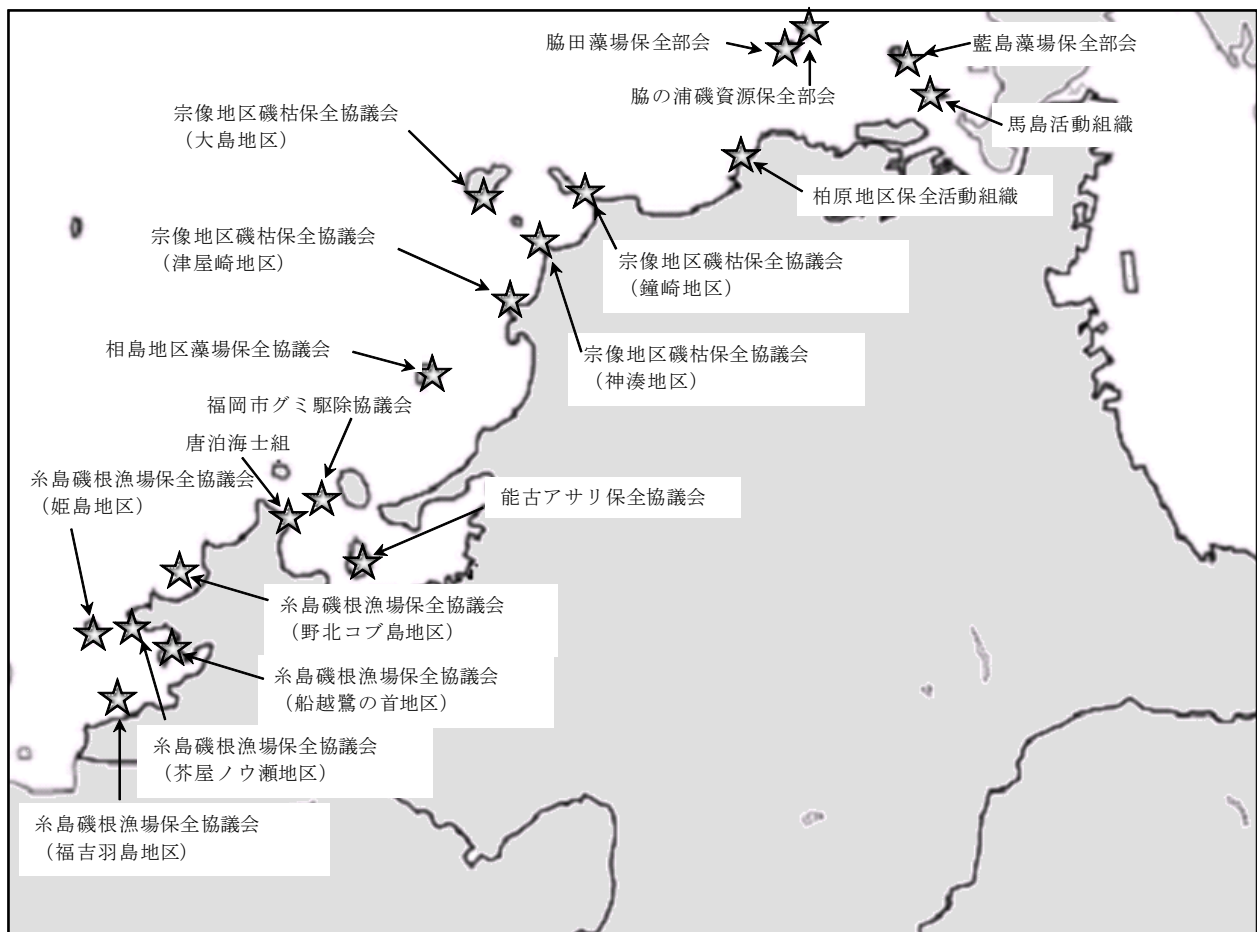 脇田藻場保全部会
藍島藻場保全部会
脇の浦磯資源保全部会
馬島活動組織
宗像地区磯枯保全協議会
（大島地区）
柏原地区保全活動組織
宗像地区磯枯保全協議会
（津屋崎地区）
宗像地区磯枯保全協議会
（鐘崎地区）
相島地区藻場保全協議会
宗像地区磯枯保全協議会
（神湊地区）
福岡市グミ駆除協議会
唐泊海士組
糸島磯根漁場保全協議会
（姫島地区）
能古アサリ保全協議会
糸島磯根漁場保全協議会
（野北コブ島地区）
糸島磯根漁場保全協議会
（船越鷺の首地区）
糸島磯根漁場保全協議会
（芥屋ノウ瀬地区）
糸島磯根漁場保全協議会
（福吉羽島地区）